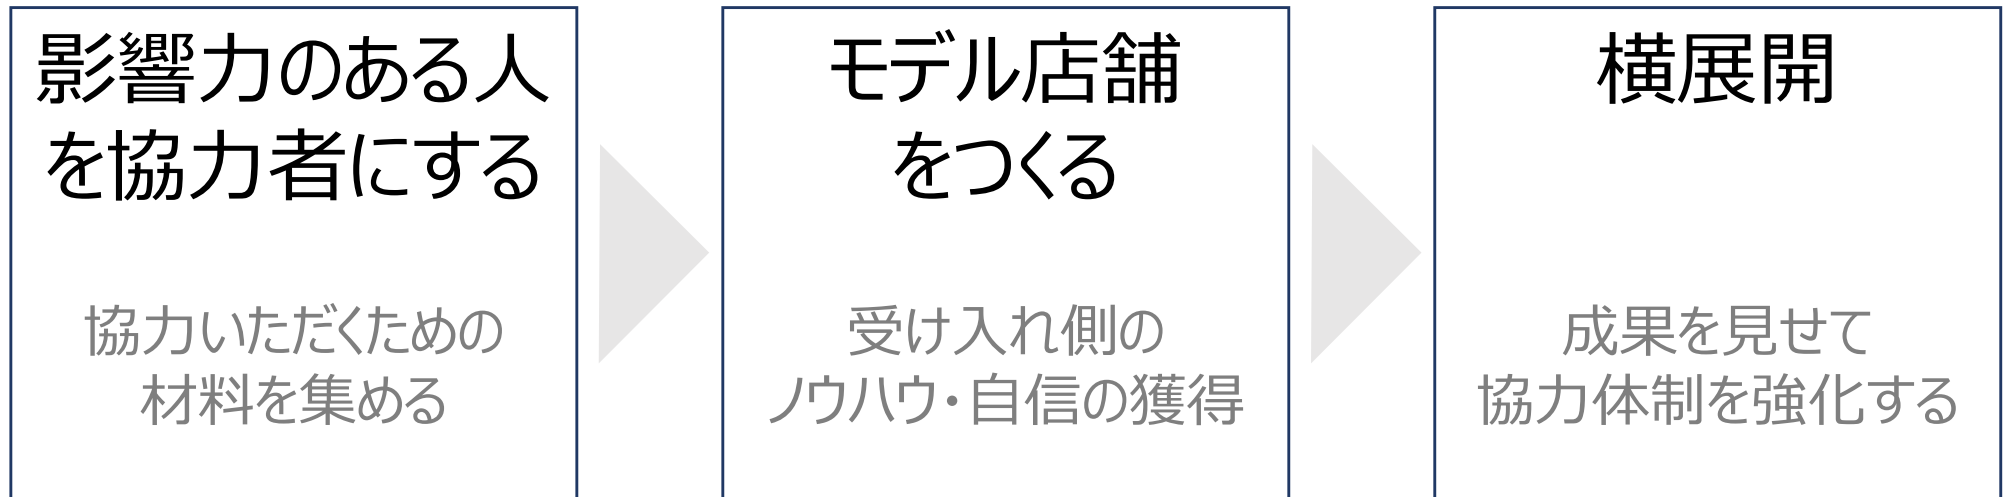 影響力のある人
を協力者にする
協力いただくための
材料を集める
モデル店舗
をつくる
受け入れ側の
ノウハウ・自信の獲得
横展開
成果を見せて
協力体制を強化する